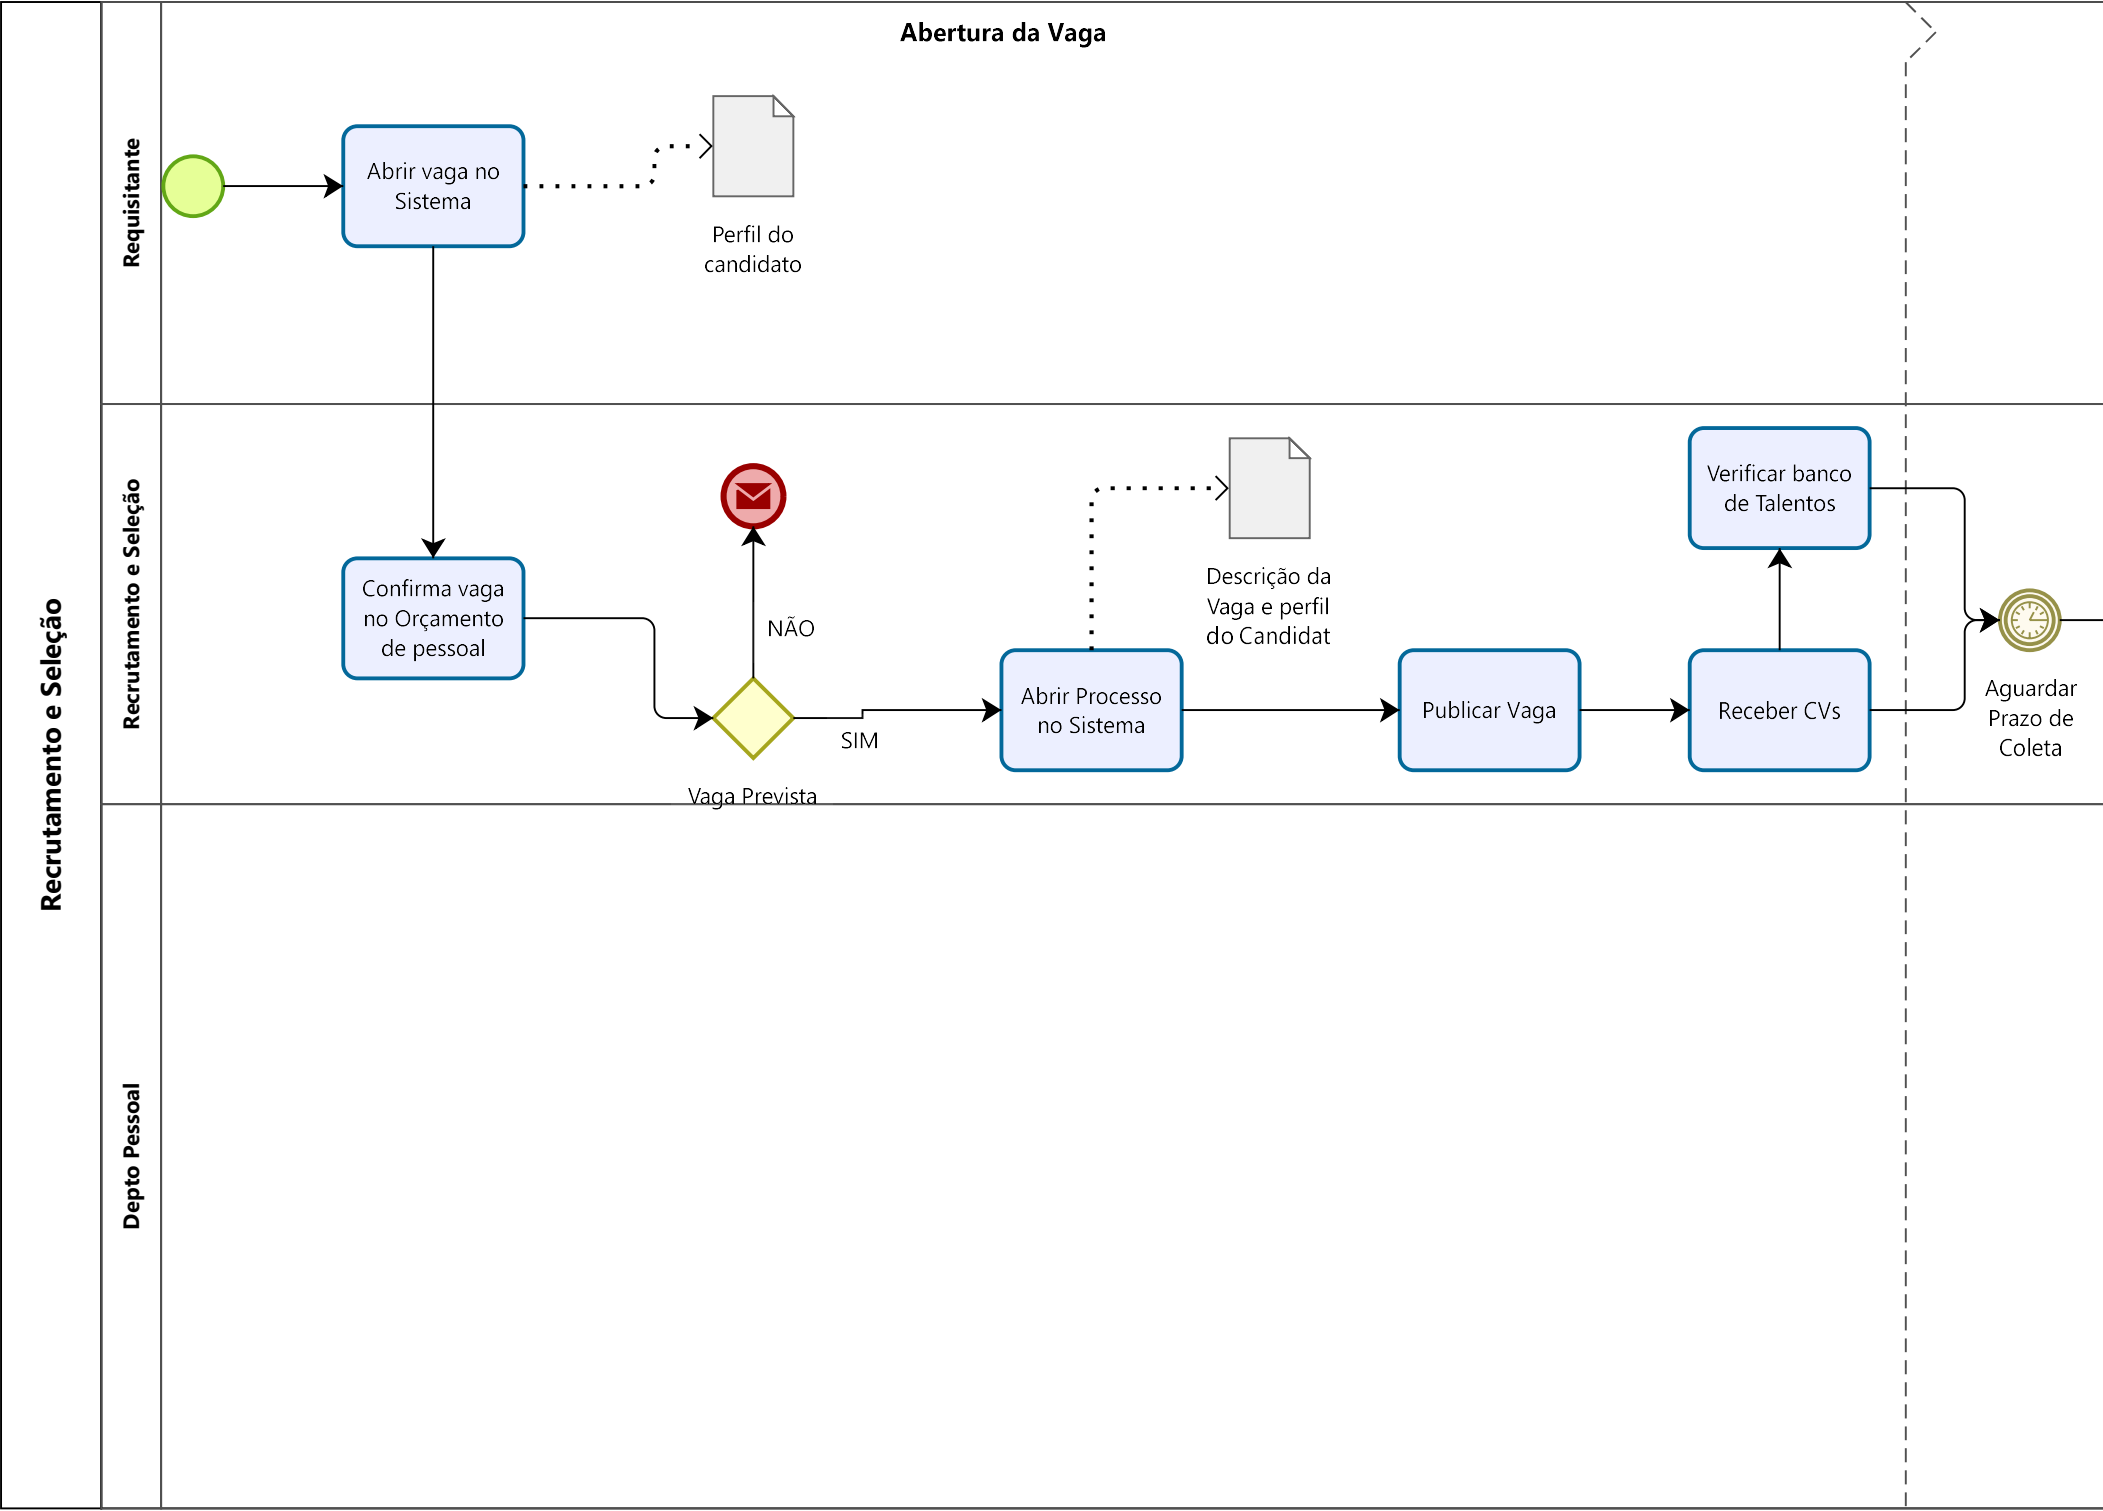 Abertura da Vaga
Recrutamento e Seleção
Requisitante
Abrir vaga no
Sistema
Perfil do
candidato
Recrutamento e Seleção
Confirma vaga
no Orçamento
de pessoal
NÃO
SIM
Vaga Prevista
Descrição da
Vaga e perfil
do Candidat
Abrir Processo
no Sistema
Publicar Vaga
Verificar banco
de Talentos
Receber CVs
Aguardar
Prazo de
Coleta
Depto Pessoal